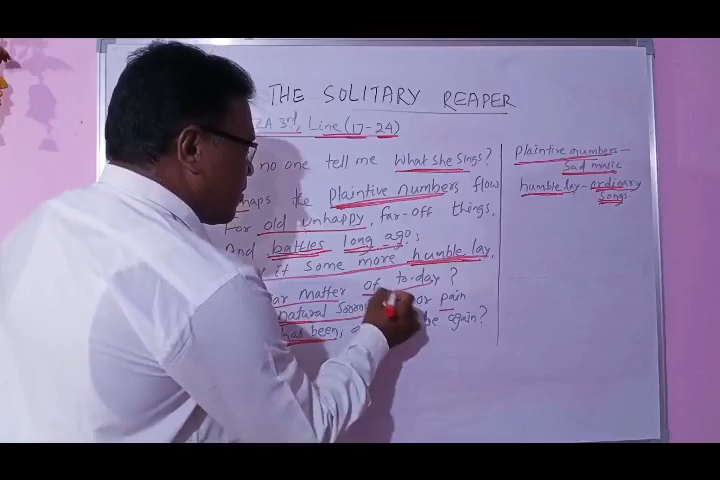 THE SOLITARY REAPER
3rd, Line (17-24)
no one tell me what she sings?
the plaintive numbers flow
For old unhappy, far-off things,
And battles long ago:
it some more humble lay,
matter of to-day?
natural or pain
has been, be again?
plaintive numbers -
Sad music
humble lay - ordinary
Songs.